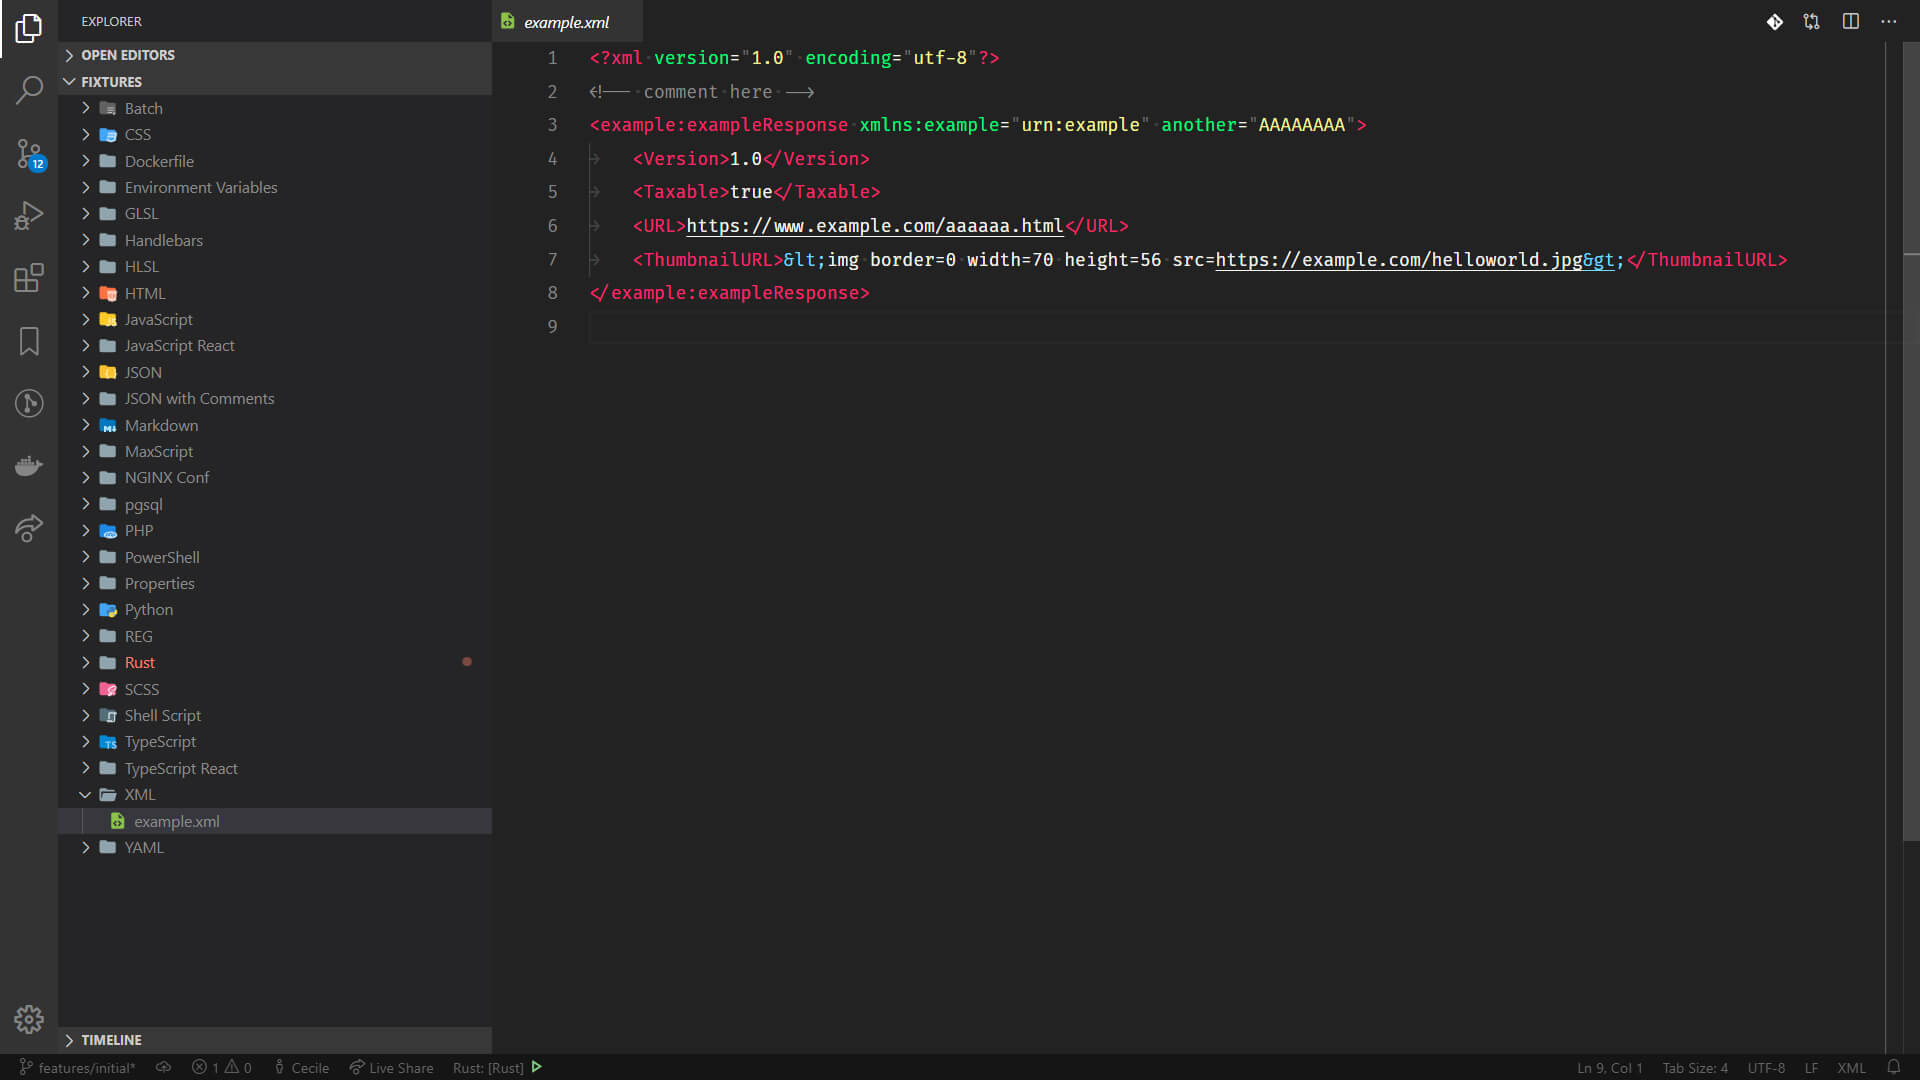 EXPLORER
OPEN EDITORS
FIXTURES
Batch
CSS
Dockerfile
Environment Variables
GLSL
Handlebars
HLSL
HTML
JavaScript
JavaScript React
JSON
JSON with Comments
Markdown
MaxScript
NGINX Conf
pgsql
PHP
PowerShell
Properties
Python
REG
Rust
SCSS
Shell Script
TypeScript
TypeScript React
XML
example.xml
YAML
TIMELINE
12
example.xml
1 <?xml version="1.0" encoding="utf-8"?>
2 <!-- comment here -->
3 <example:exampleResponse xmlns:example="urn:example" another="AAAAAAAA">
4 <Version>1.0</Version>
5 <Taxable>true</Taxable>
6 <URL>https://www.example.com/aaaaaa.html</URL>
7 <ThumbnailURL>&lt;img border=0 width=70 height=56 src=https://example.com/helloworld.jpg&gt;</ThumbnailURL>
8 </example:exampleResponse>
9
features/initial* 1 0 Cecile Live Share Rust: [Rust] Ln 9, Col 1 Tab Size: 4 UTF-8 LF XML